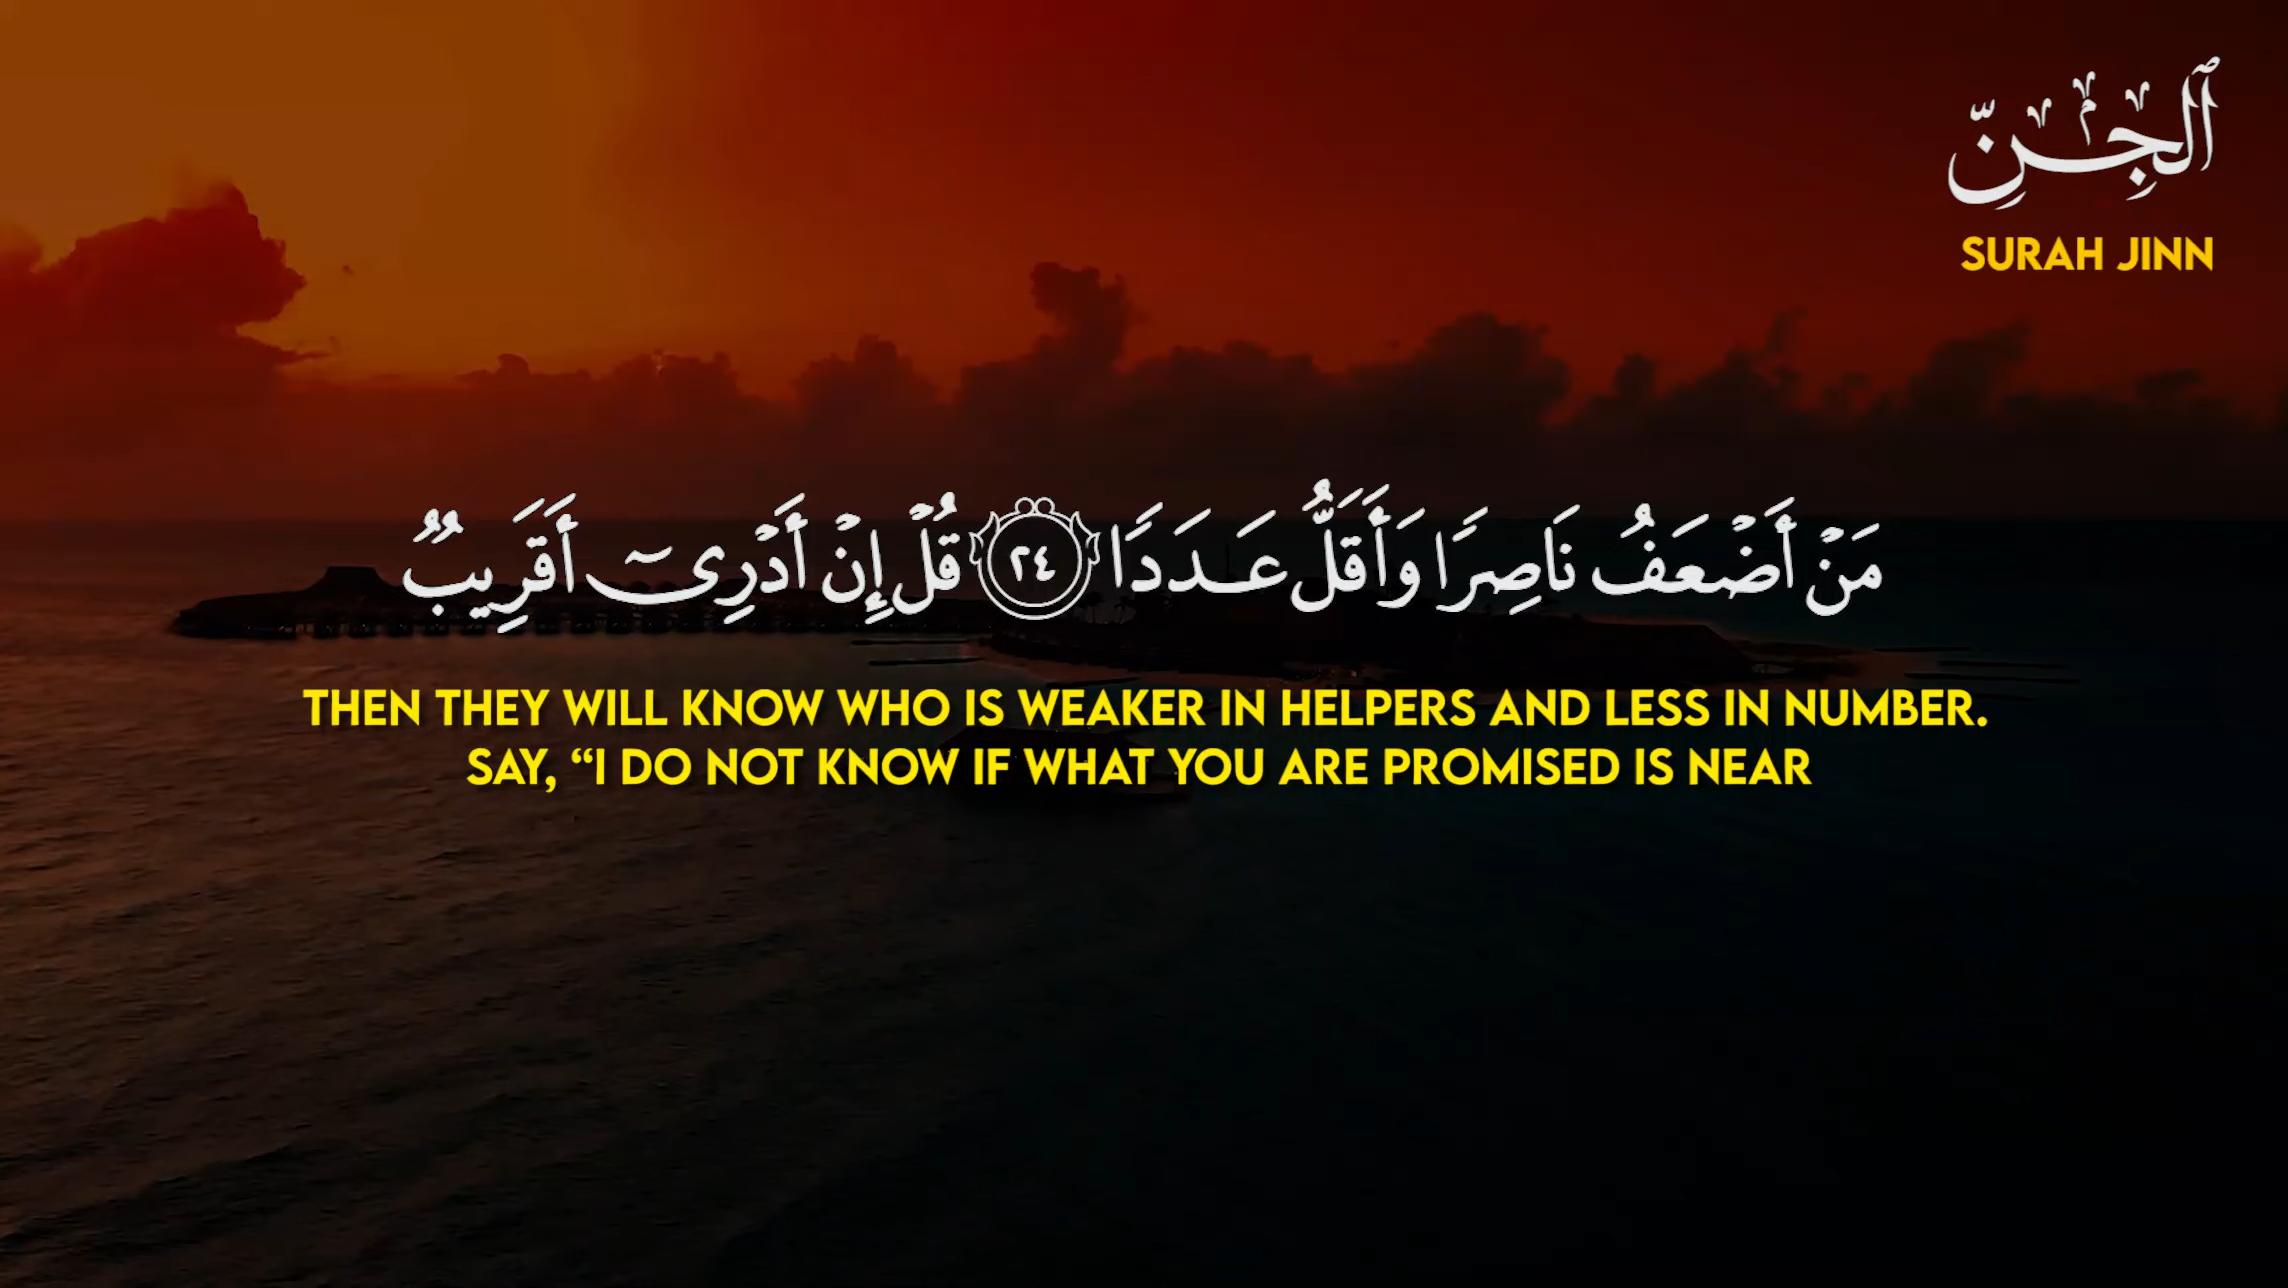 ٱلْجِنِّ
SURAH JINN
مَنْ أَضْعَفُ نَاصِرًا وَأَقَلُّ عَدَدًا ٢٤ قُلْ إِنْ أَدْرِىٓ أَقَرِيبٌ
THEN THEY WILL KNOW WHO IS WEAKER IN HELPERS AND LESS IN NUMBER.
SAY, “I DO NOT KNOW IF WHAT YOU ARE PROMISED IS NEAR